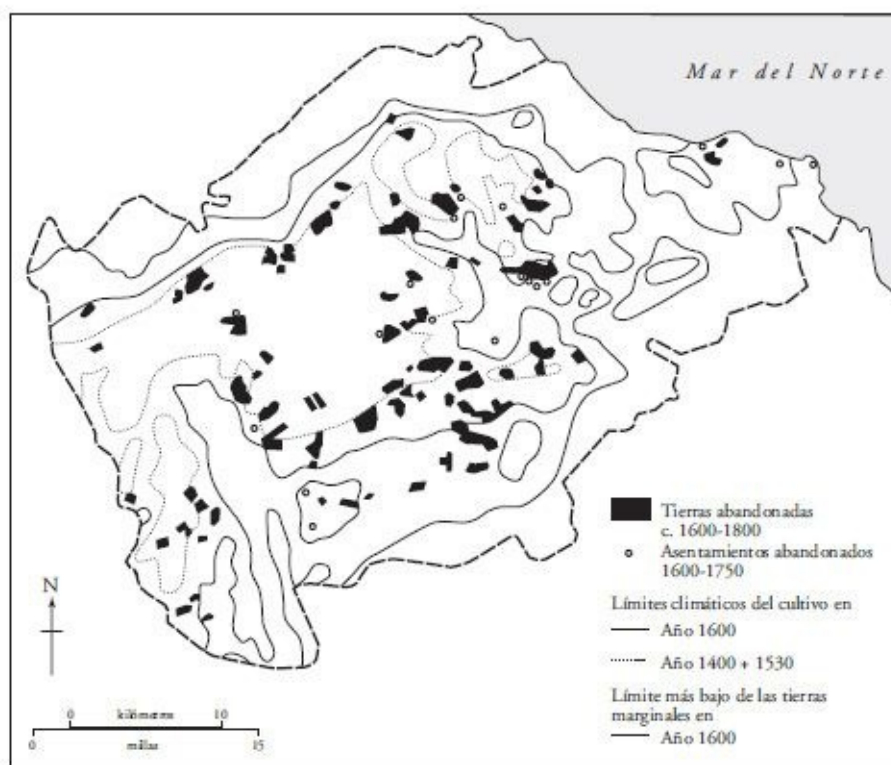 Mar del Norte
Tierras abandonadas
c. 1600-1800
Asentamientos abandonados
1600-1750
Límites climáticos del cultivo en
Año 1600
Año 1400 + 1530
Límite más bajo de las tierras
marginales en
Año 1600
N
0 kilómetros 10
0 millas 15